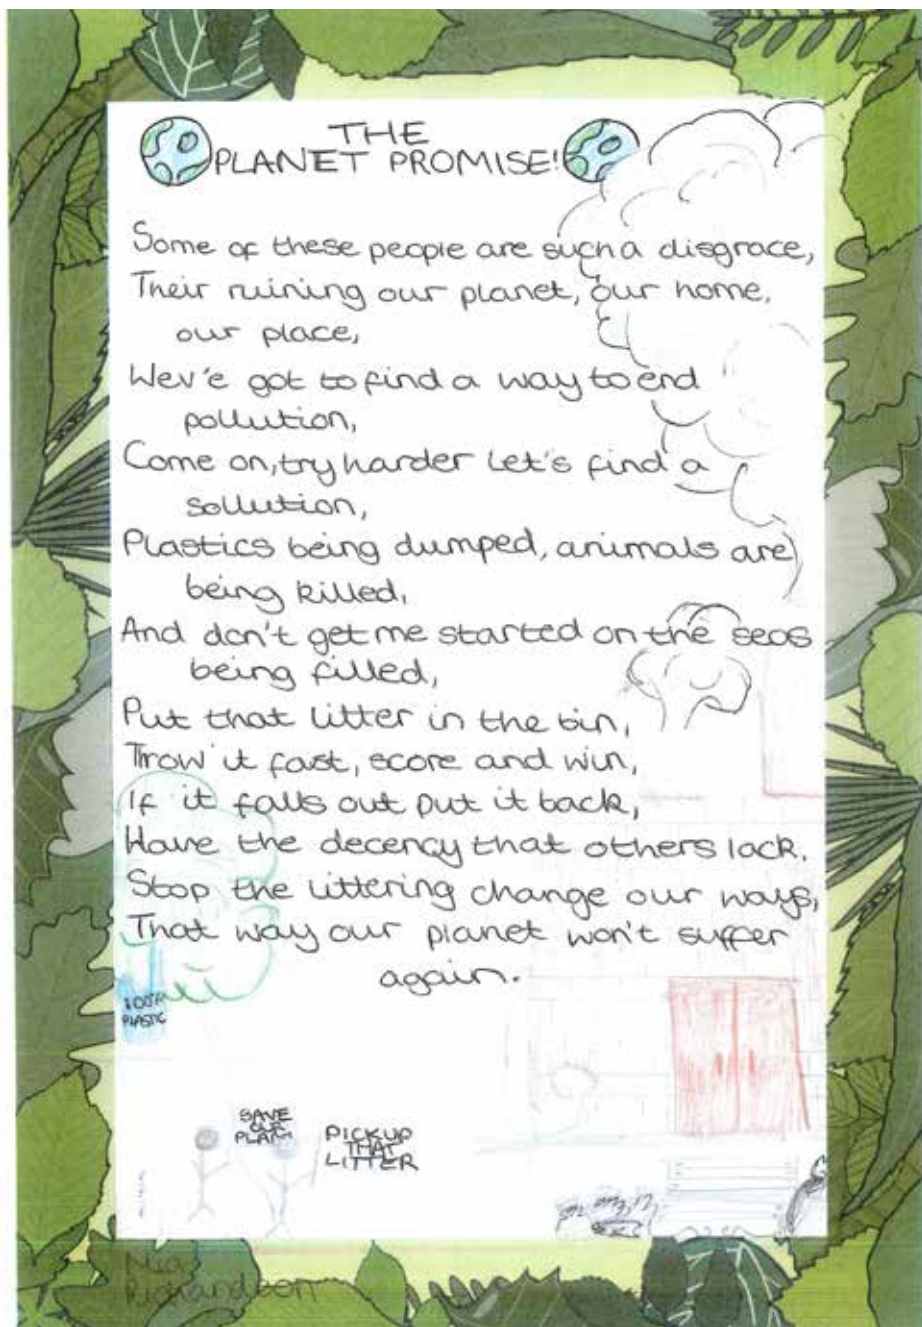 THE
PLANET PROMISE!
Some of these people are such a disgrace,
Their ruining our planet, our home,
our place,
Wev'e got to find a way to end
pollution,
Come on, try harder let's find a
sollution,
Plastics being dumped, animals are
being killed,
And don't get me started on the seas
being filled,
Put that litter in the bin,
Throw it fast, score and win,
If it falls out put it back,
Have the decency that others lack.
Stop the littering change our ways,
That way our planet won't suffer
again.
PLASTIC
SAVE
OUR
PICK UP
THAT
LITTER
Richardson